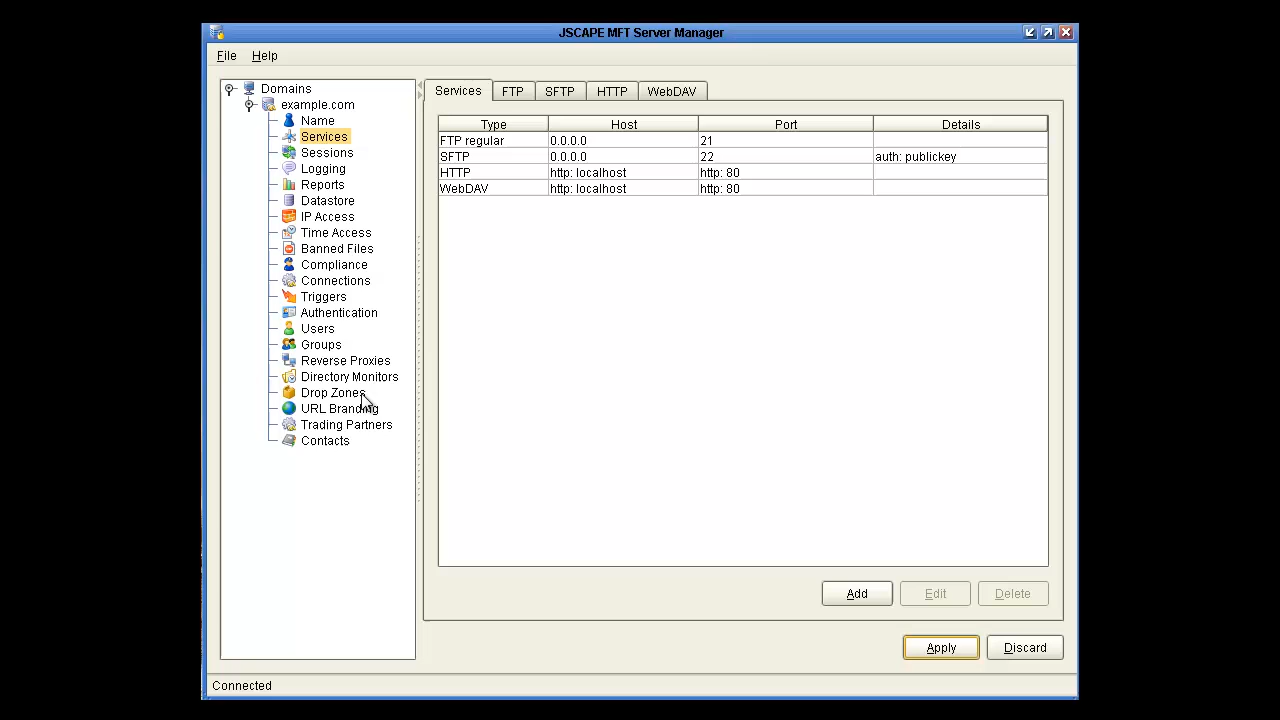 JSCAPE MFT Server Manager
File Help
Domains
example.com
Name
Services
Sessions
Logging
Reports
Datastore
IP Access
Time Access
Banned Files
Compliance
Connections
Triggers
Authentication
Users
Groups
Reverse Proxies
Directory Monitors
Drop Zones
URL Branding
Trading Partners
Contacts
Services FTP SFTP HTTP WebDAV
Type Host Port Details
FTP regular 0.0.0.0 21
SFTP 0.0.0.0 22 auth: publickey
HTTP http: localhost http: 80
WebDAV http: localhost http: 80
Add Edit Delete
Apply Discard
Connected